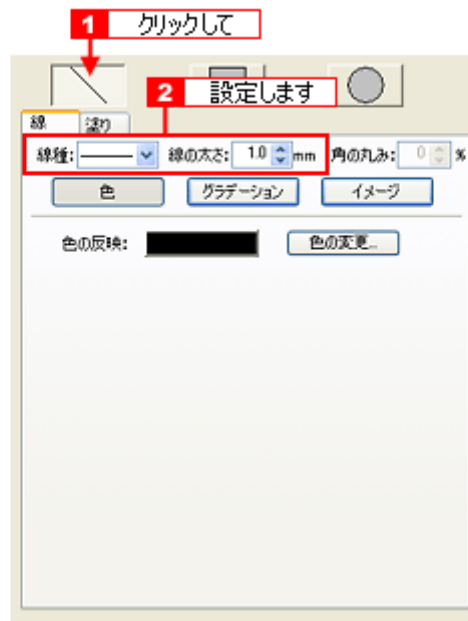 1 クリックして
2 設定します
線 塗り
線種: 線の太さ: 1.0 mm 角の丸み: 0 %
色 グラデーション イメージ
色の反映: 色の変更...